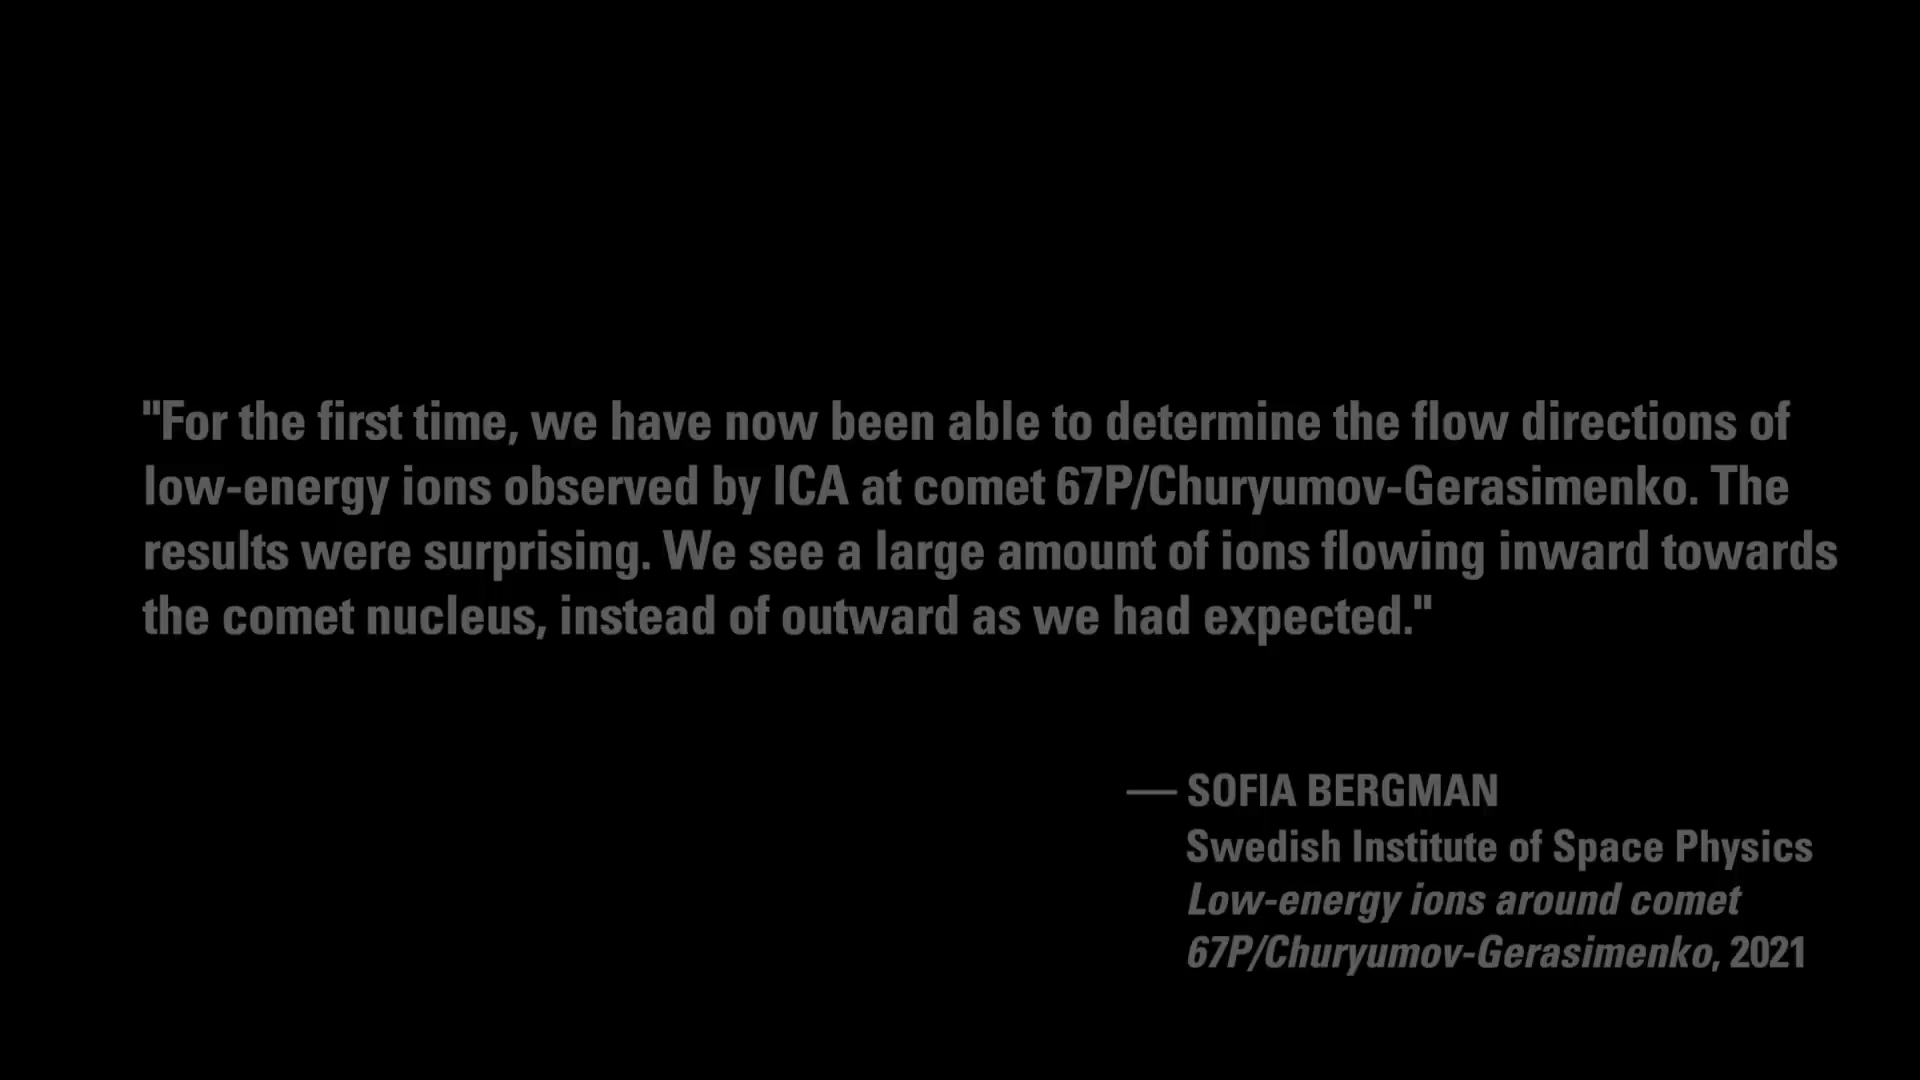 "For the first time, we have now been able to determine the flow directions of
low-energy ions observed by ICA at comet 67P/Churyumov-Gerasimenko. The
results were surprising. We see a large amount of ions flowing inward towards
the comet nucleus, instead of outward as we had expected."
— SOFIA BERGMAN
Swedish Institute of Space Physics
Low-energy ions around comet
67P/Churyumov-Gerasimenko, 2021